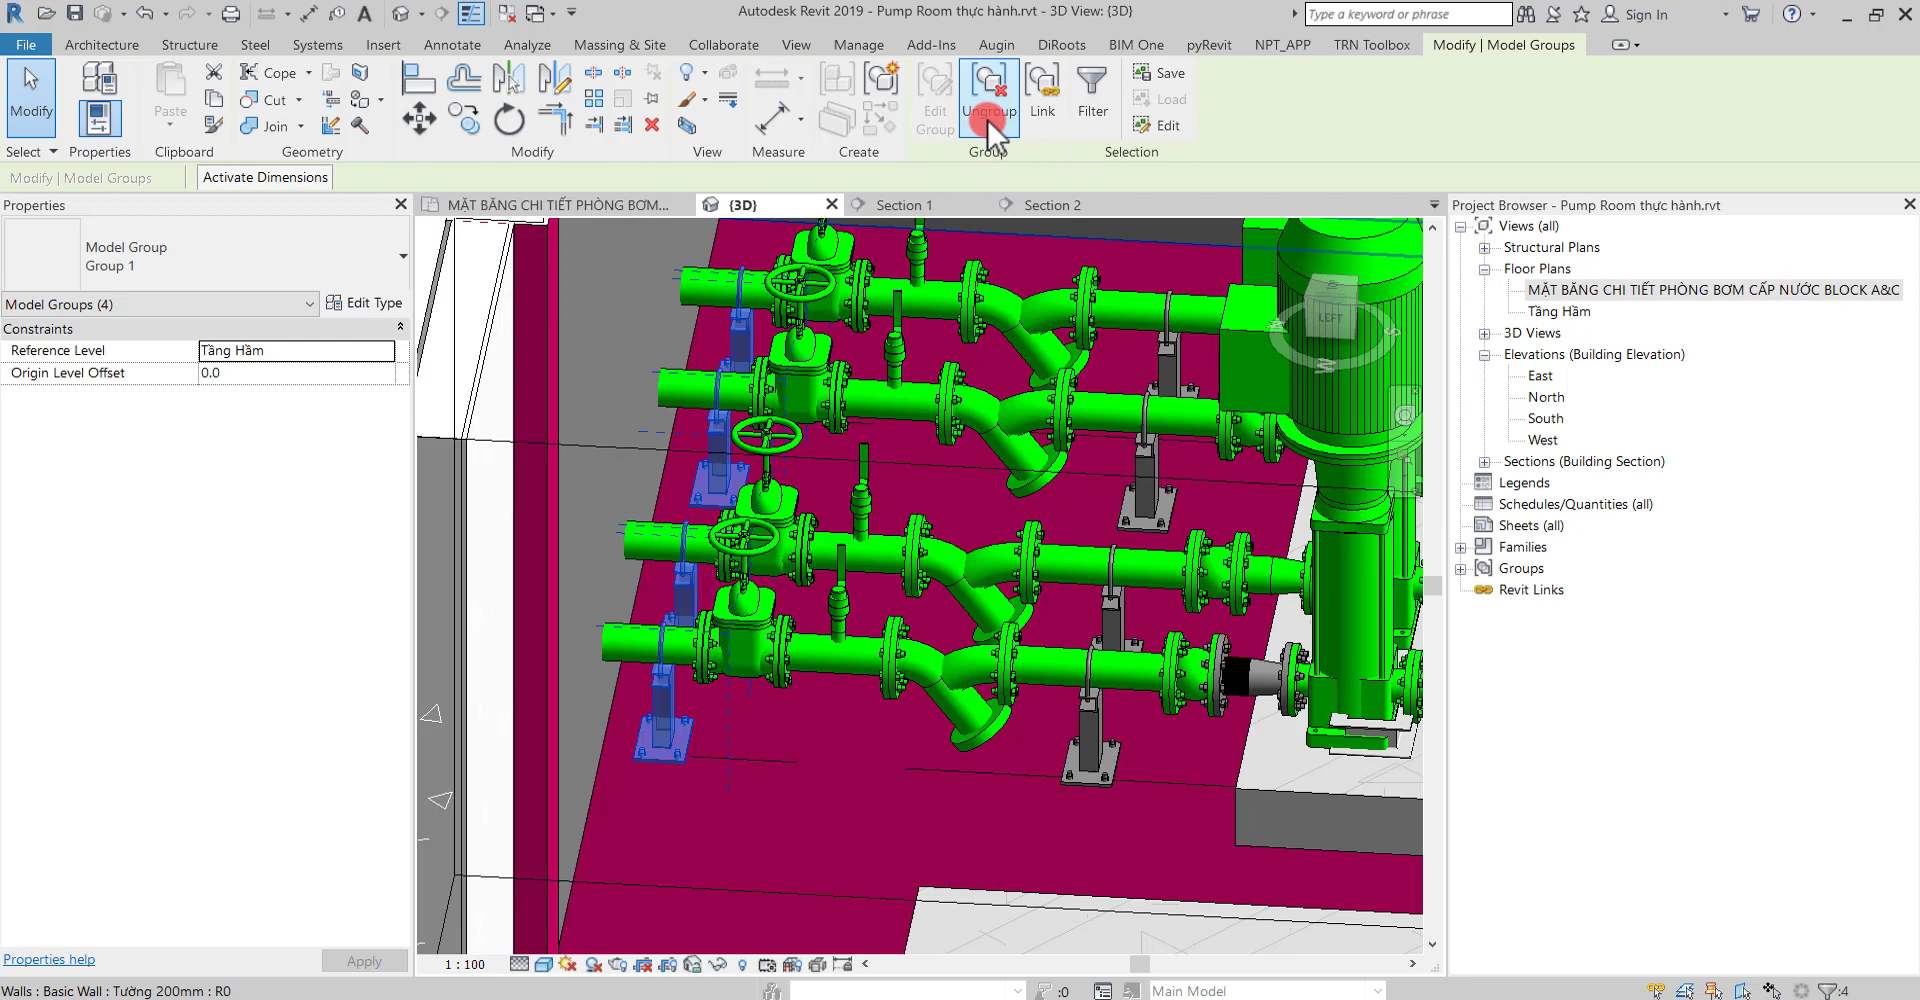 Autodesk Revit 2019 - Pump Room thực hành.rvt - 3D View: {3D}
Type a keyword or phrase
Sign In
File Architecture Structure Steel Systems Insert Annotate Analyze Massing & Site Collaborate View Manage Add-Ins Augin DiRoots BIM One pyRevit NPT_APP TRN Toolbox Modify | Model Groups
Modify
Paste
Cope
Cut
Join
Edit Group
Ungroup
Link
Filter
Save
Load
Edit
Select Properties Clipboard Geometry Modify View Measure Create Group Selection
Modify | Model Groups Activate Dimensions
Properties
MẶT BẰNG CHI TIẾT PHÒNG BƠM...
{3D}
Section 1
Section 2
Project Browser - Pump Room thực hành.rvt
Model Group
Group 1
Model Groups (4)
Edit Type
Constraints
Reference Level Tầng Hầm
Origin Level Offset 0.0
Views (all)
Structural Plans
Floor Plans
MẶT BẰNG CHI TIẾT PHÒNG BƠM CẤP NƯỚC BLOCK A&C
Tầng Hầm
3D Views
Elevations (Building Elevation)
East
North
South
West
Sections (Building Section)
Legends
Schedules/Quantities (all)
Sheets (all)
Families
Groups
Revit Links
LEFT
Properties help
Apply
1 : 100
Walls : Basic Wall : Tường 200mm : R0
:0
Main Model
:4